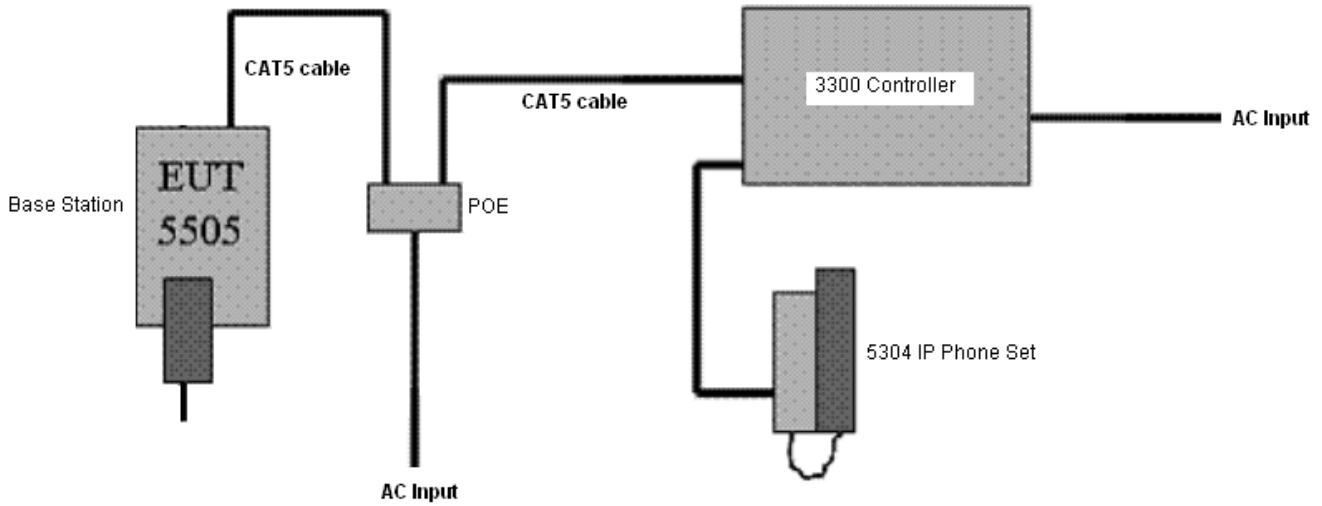 CAT5 cable
CAT5 cable
3300 Controller
AC Input
Base Station
EUT
5505
POE
5304 IP Phone Set
AC Input